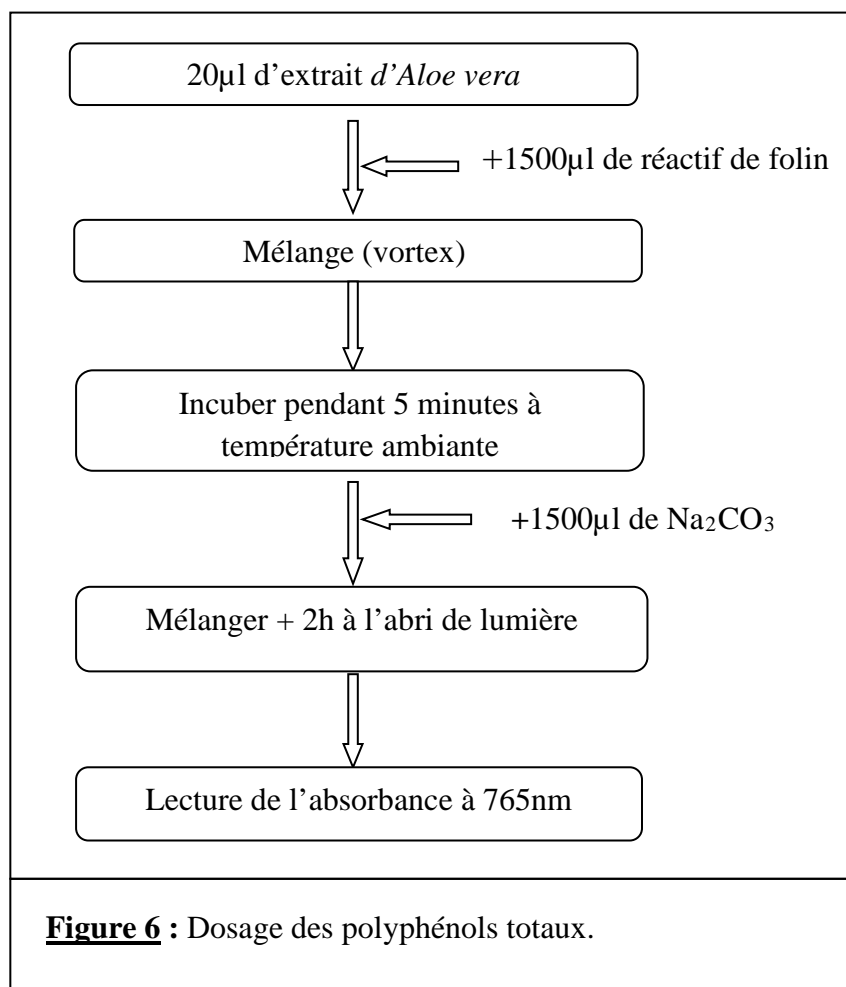 20µl d’extrait d’Aloe vera
+1500µl de réactif de folin
Mélange (vortex)
Incuber pendant 5 minutes à
température ambiante
+1500µl de Na₂CO₃
Mélanger + 2h à l’abri de lumière
Lecture de l’absorbance à 765nm
Figure 6 : Dosage des polyphénols totaux.